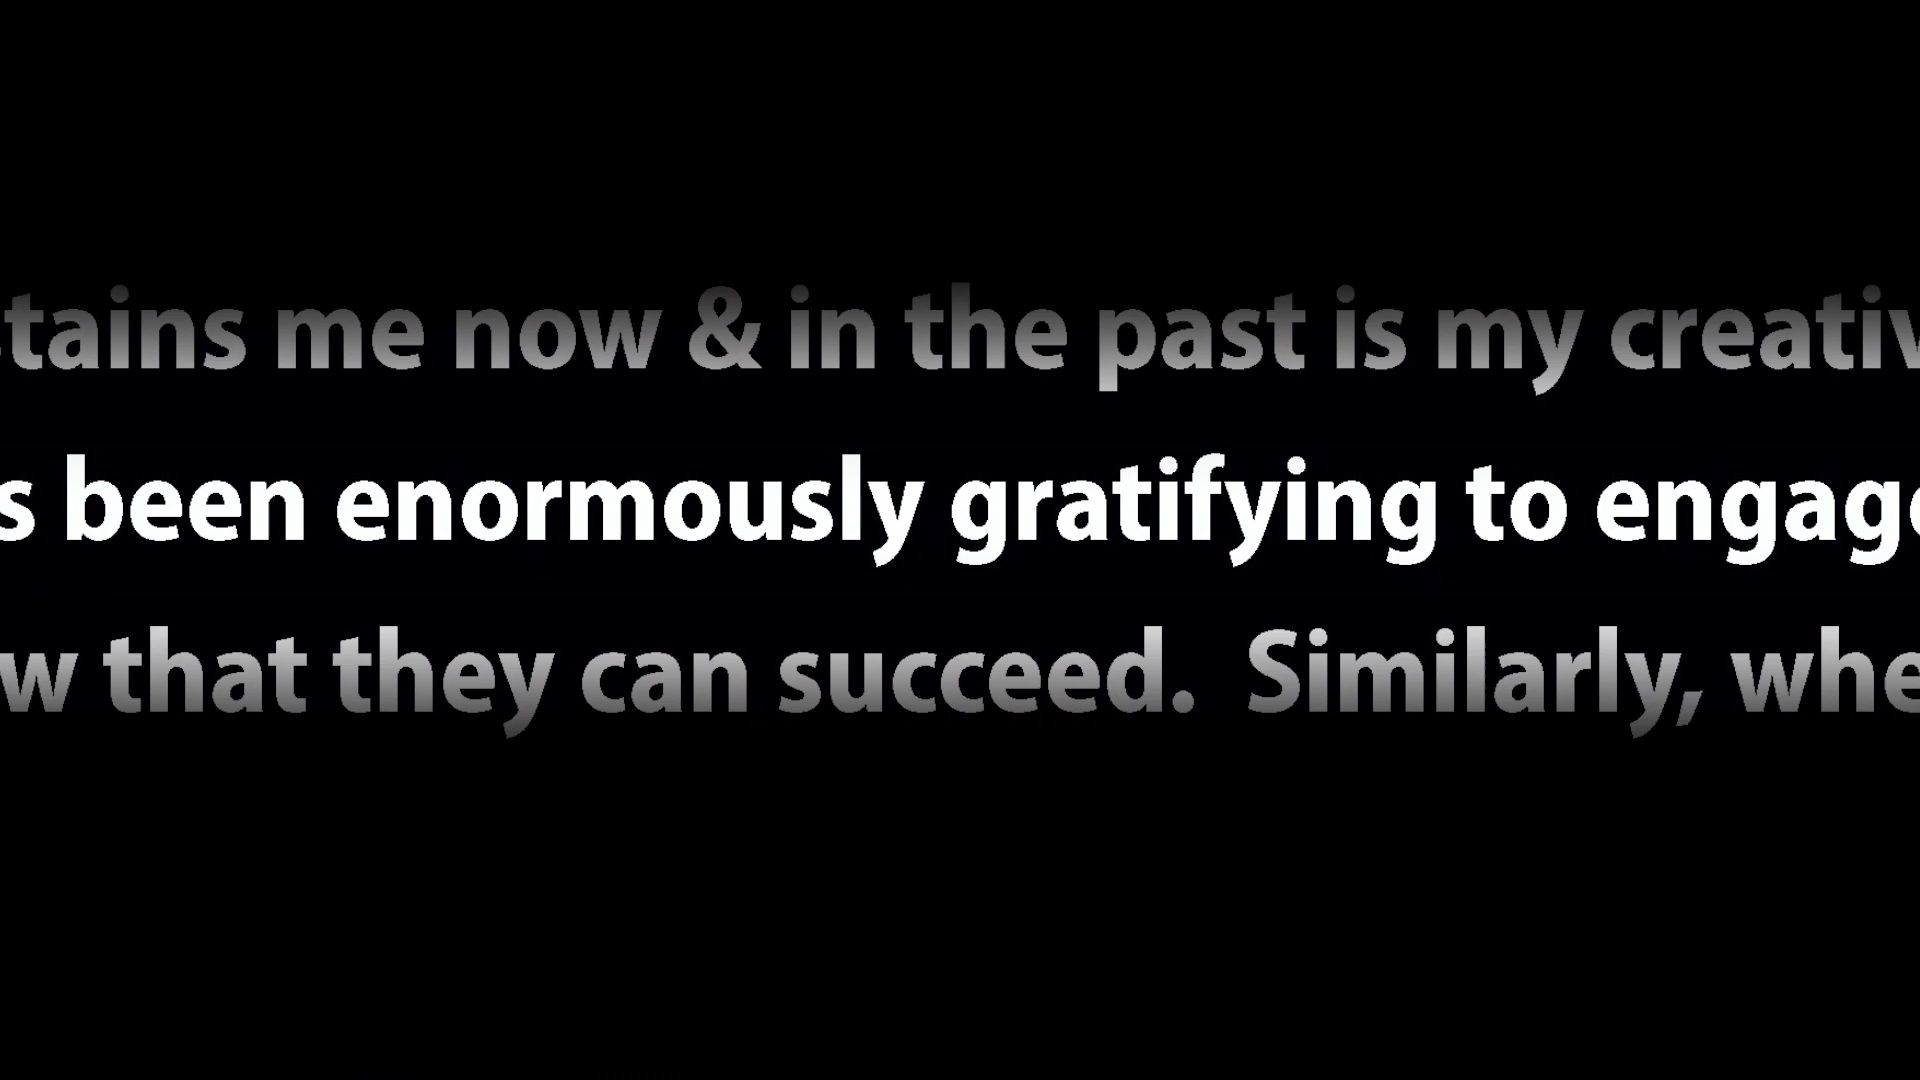 tains me now & in the past is my creativ
s been enormously gratifying to engage
w that they can succeed.  Similarly, whe